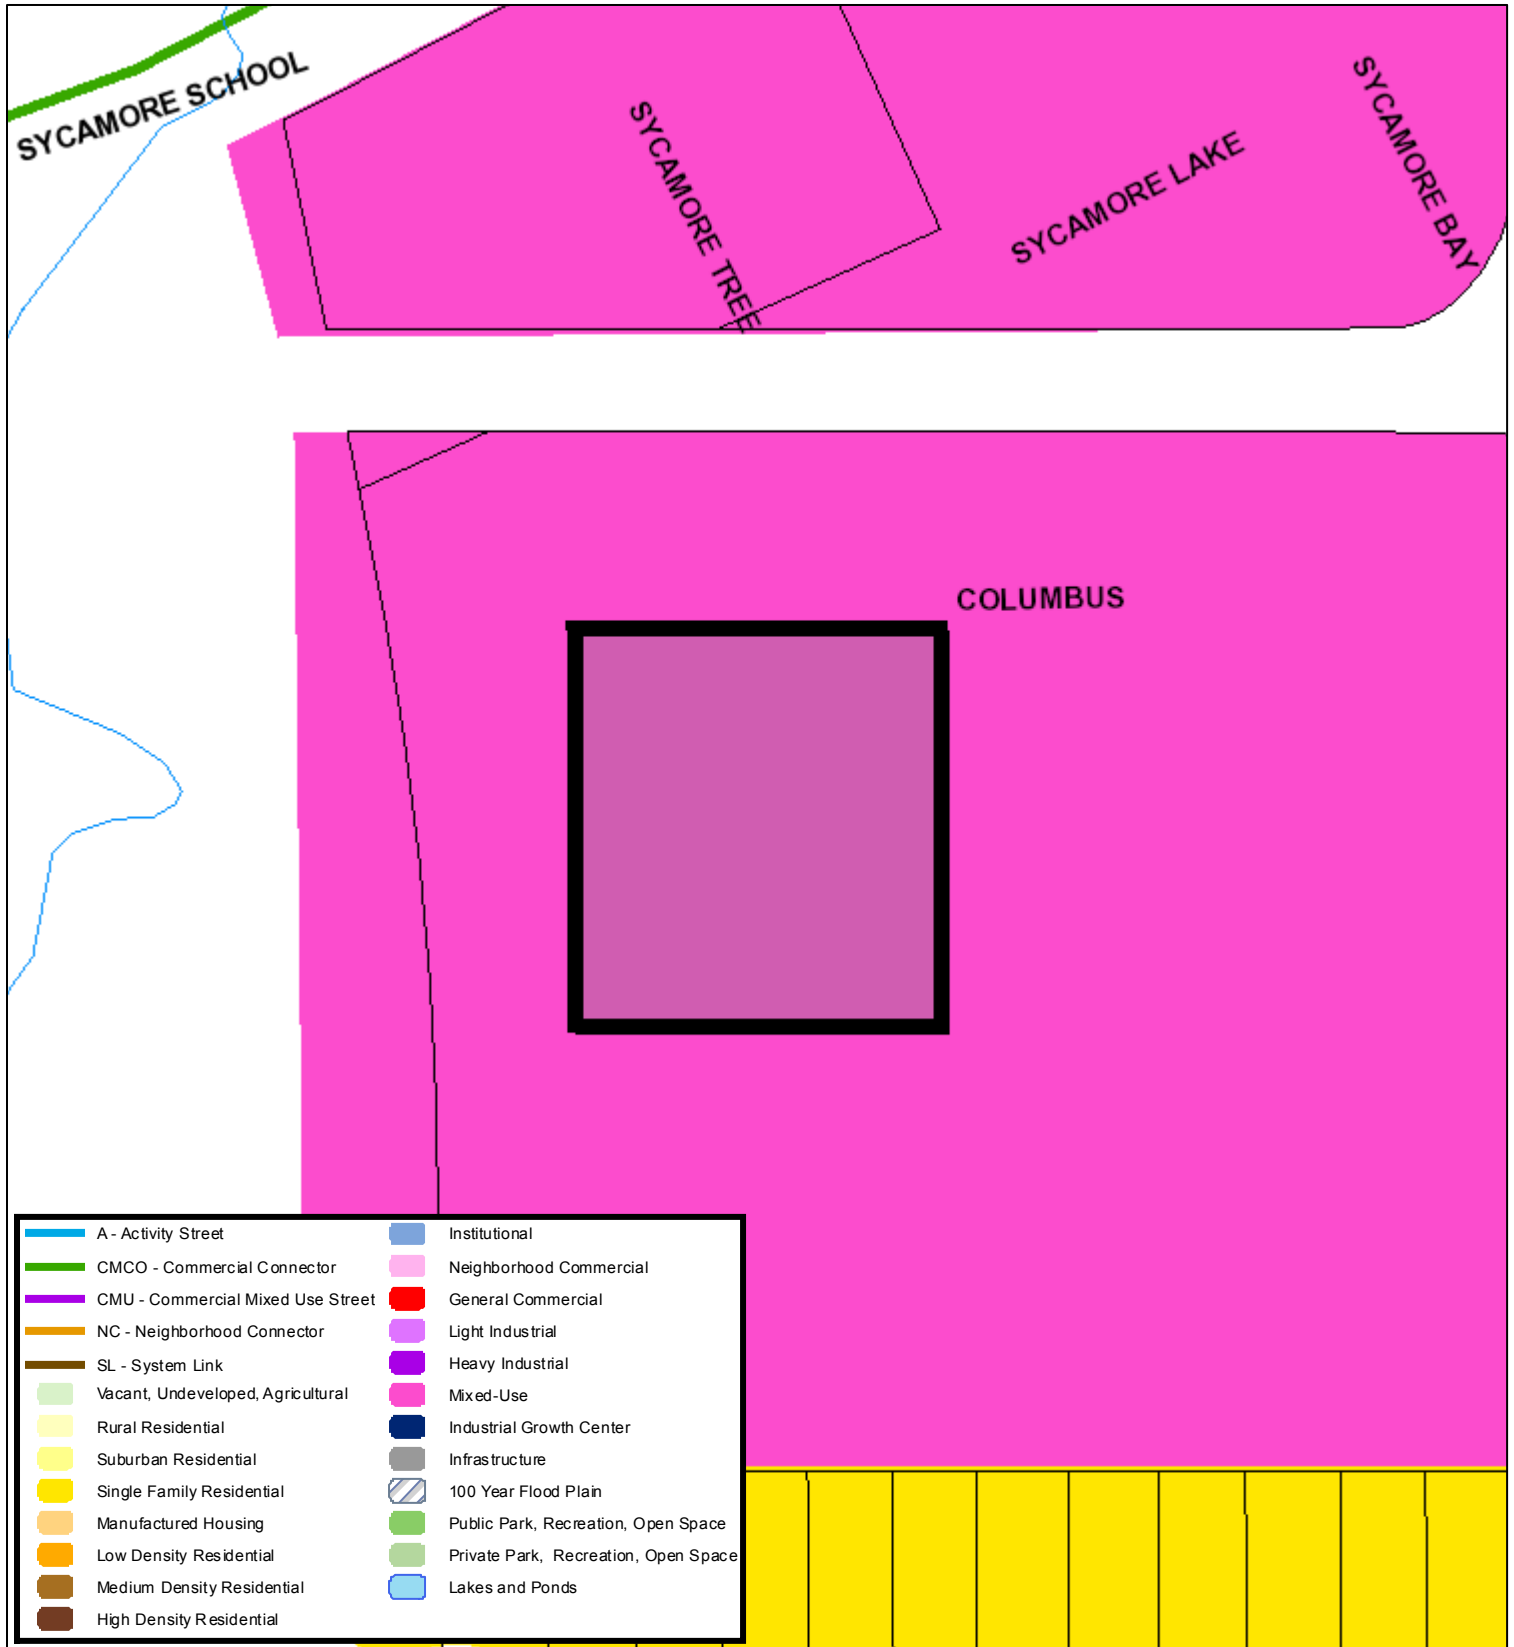 SYCAMORE SCHOOL
SYCAMORE TREE
SYCAMORE LAKE
SYCAMORE BAY
COLUMBUS
A - Activity Street
CMCO - Commercial Connector
CMU - Commercial Mixed Use Street
NC - Neighborhood Connector
SL - System Link
Vacant, Undeveloped, Agricultural
Rural Residential
Suburban Residential
Single Family Residential
Manufactured Housing
Low Density Residential
Medium Density Residential
High Density Residential
Institutional
Neighborhood Commercial
General Commercial
Light Industrial
Heavy Industrial
Mixed-Use
Industrial Growth Center
Infrastructure
100 Year Flood Plain
Public Park, Recreation, Open Space
Private Park, Recreation, Open Space
Lakes and Ponds